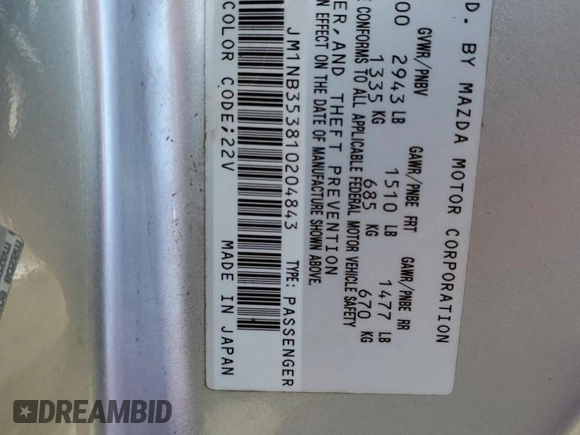 D. BY MAZDA MOTOR CORPORATION
GVWR/PNBV GAWR/PNBE FRT GAWR/PNBE RR
00 2943 LB 1510 LB 1477 LB
1335 KG 685 KG 670 KG
CONFORMS TO ALL APPLICABLE FEDERAL MOTOR VEHICLE SAFETY
ER, AND THEFT PREVENTION
N EFFECT ON THE DATE OF MANUFACTURE SHOWN ABOVE.
JM1NB353810204843 TYPE: PASSENGER
COLOR CODE;22V MADE IN JAPAN
DREAMBID